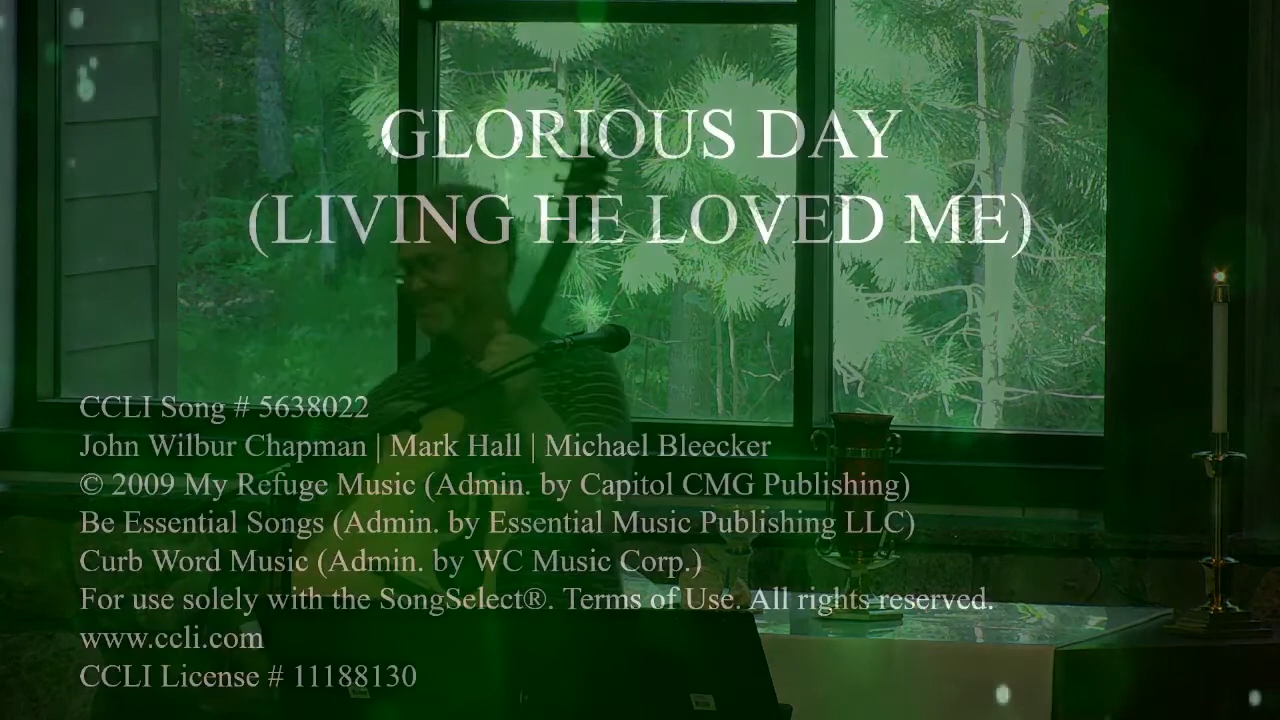 GLORIOUS DAY
(LIVING HE LOVED ME)
CCLI Song # 5638022
John Wilbur Chapman | Mark Hall | Michael Bleecker
© 2009 My Refuge Music (Admin. by Capitol CMG Publishing)
Be Essential Songs (Admin. by Essential Music Publishing LLC)
Curb Word Music (Admin. by WC Music Corp.)
For use solely with the SongSelect®. Terms of Use. All rights reserved.
www.ccli.com
CCLI License # 11188130